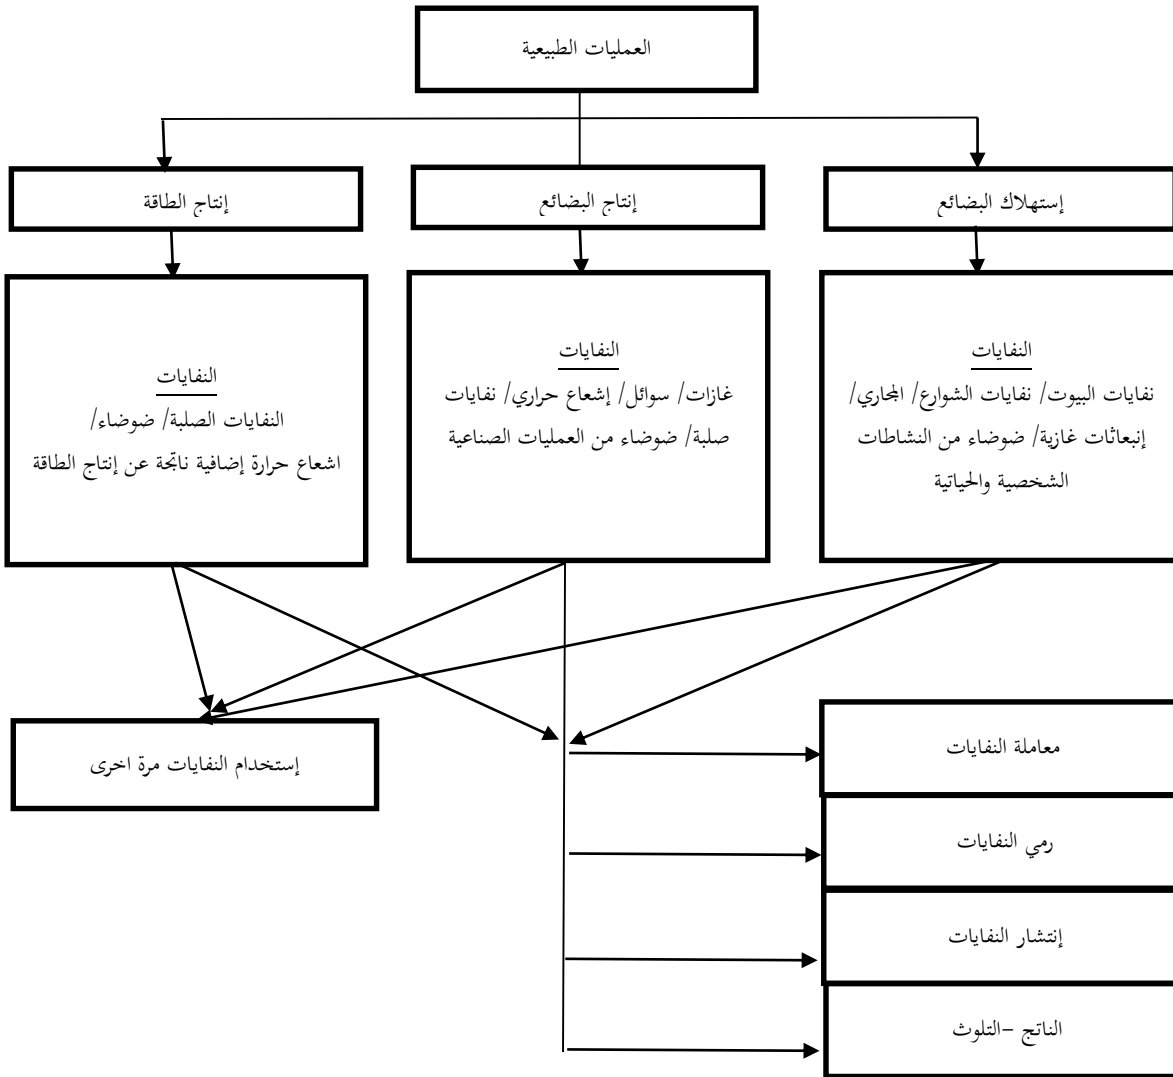 العمليات الطبيعية
إستهلاك البضائع
إنتاج البضائع
إنتاج الطاقة
النفايات
نفايات البيوت/ نفايات الشوارع/ المجاري/
إنبعاثات غازية/ ضوضاء من النشاطات
الشخصية والحياتية
النفايات
غازات/ سوائل/ إشعاع حراري/ نفايات
صلبة/ ضوضاء من العمليات الصناعية
النفايات
النفايات الصلبة/ ضوضاء/
اشعاع حرارة إضافية ناتجة عن إنتاج الطاقة
إستخدام النفايات مرة اخرى
معاملة النفايات
رمي النفايات
إنتشار النفايات
الناتج –التلوث